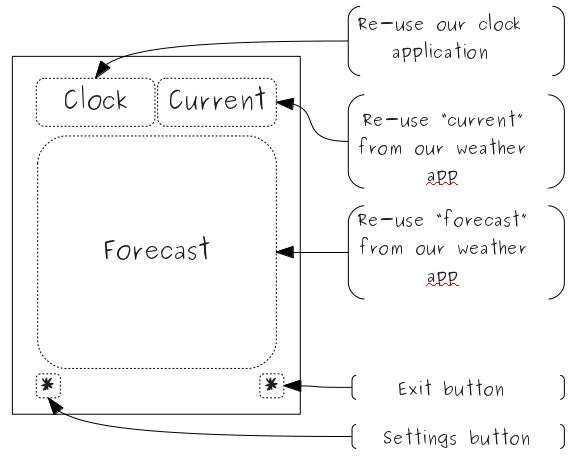 Re-use our clock
application
Clock
Current
Re-use "current"
from our weather
app
Re-use "forecast"
from our weather
app
Forecast
*
*
Exit button
Settings button